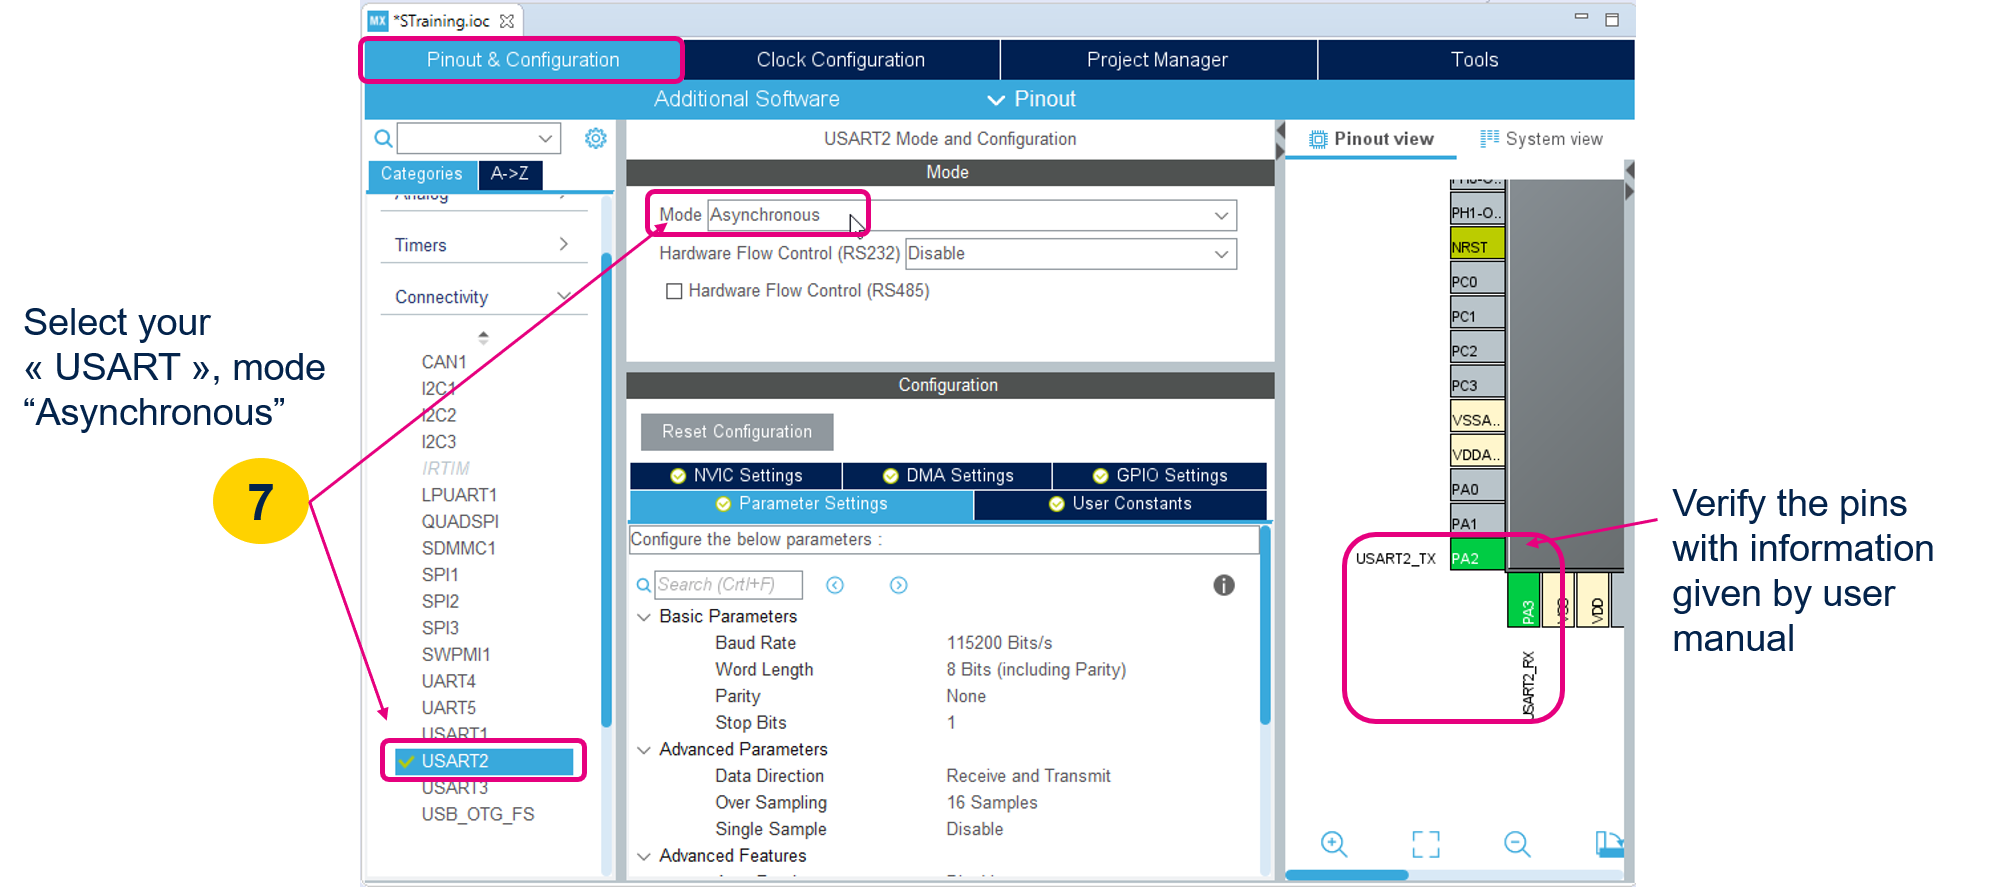 *STraining.ioc
Pinout & Configuration
Clock Configuration
Project Manager
Tools
Additional Software
Pinout
Categories
A->Z
Analog
Timers
Connectivity
CAN1
I2C1
I2C2
I2C3
IRTIM
LPUART1
QUADSPI
SDMMC1
SPI1
SPI2
SPI3
SWPMI1
UART4
UART5
USART1
USART2
USART3
USB_OTG_FS
USART2 Mode and Configuration
Mode
Mode Asynchronous
Hardware Flow Control (RS232) Disable
Hardware Flow Control (RS485)
Configuration
Reset Configuration
NVIC Settings
DMA Settings
GPIO Settings
Parameter Settings
User Constants
Configure the below parameters :
Search (Crtl+F)
Basic Parameters
Baud Rate 115200 Bits/s
Word Length 8 Bits (including Parity)
Parity None
Stop Bits 1
Advanced Parameters
Data Direction Receive and Transmit
Over Sampling 16 Samples
Single Sample Disable
Advanced Features
Pinout view
System view
PH1-O..
NRST
PC0
PC1
PC2
PC3
VSSA..
VDDA..
PA0
PA1
USART2_TX PA2
PA3
VSS
VDD
USART2_RX
Select your
« USART », mode
“Asynchronous”
7
Verify the pins
with information
given by user
manual
MX